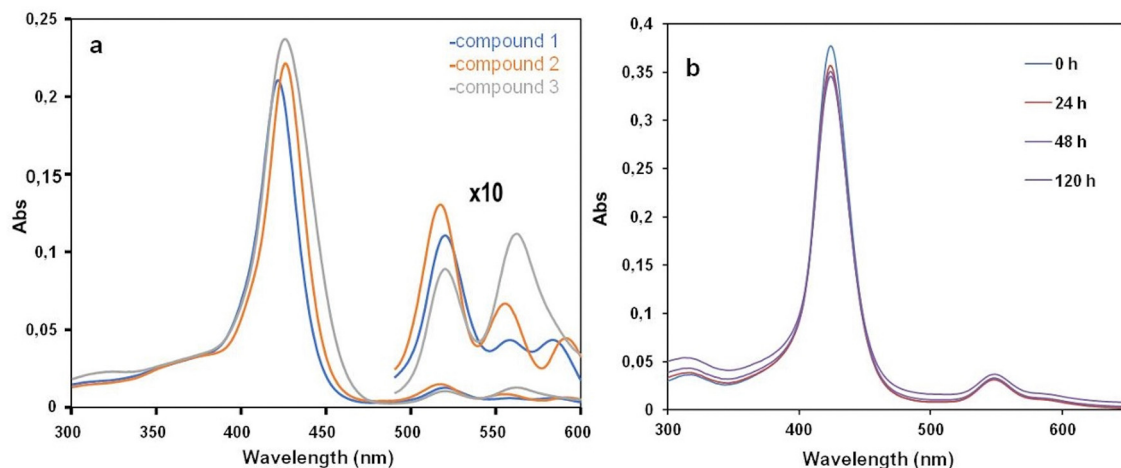 a
-compound 1
-compound 2
-compound 3
x10
0,25
0,2
0,15
0,1
0,05
0
Abs
300 350 400 450 500 550 600
Wavelength (nm)
b
0 h
24 h
48 h
120 h
0,4
0,35
0,3
0,25
0,2
0,15
0,1
0,05
0
Abs
300 400 500 600
Wavelength (nm)